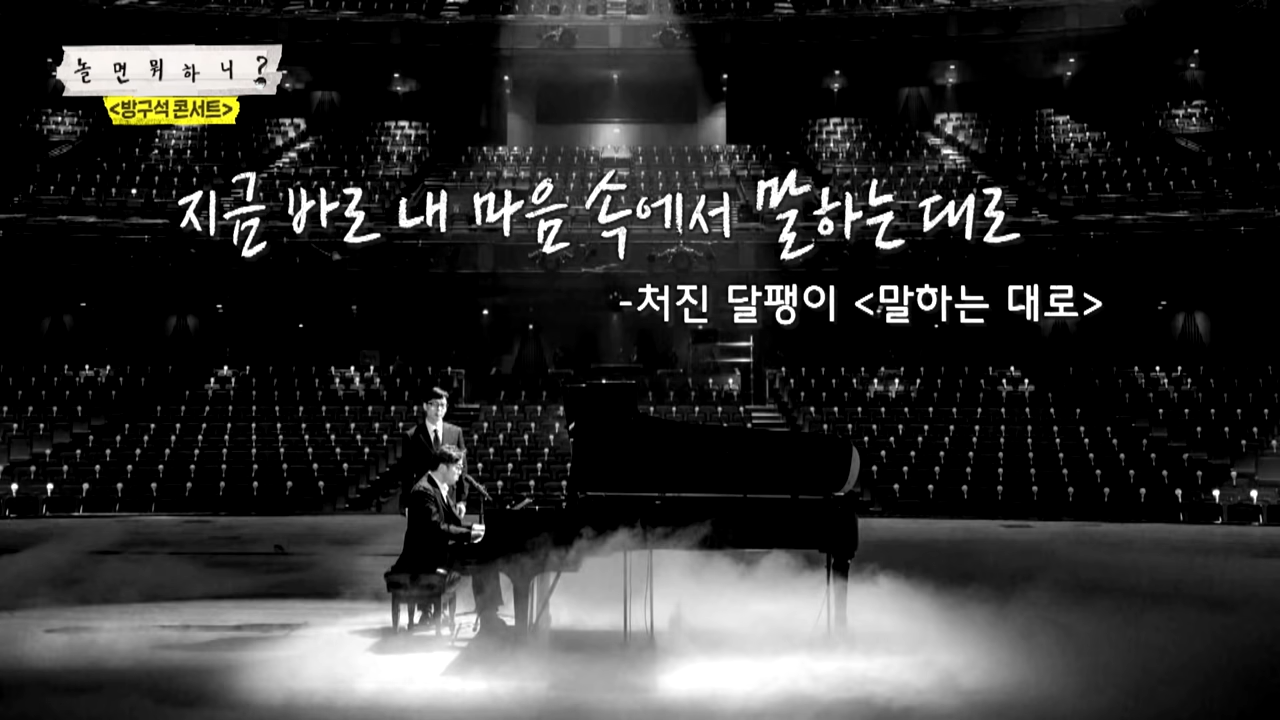 놀면뭐하니?
<방구석 콘서트>
지금 바로 내 마음 속에서 말하는 대로
-처진 달팽이 <말하는 대로>